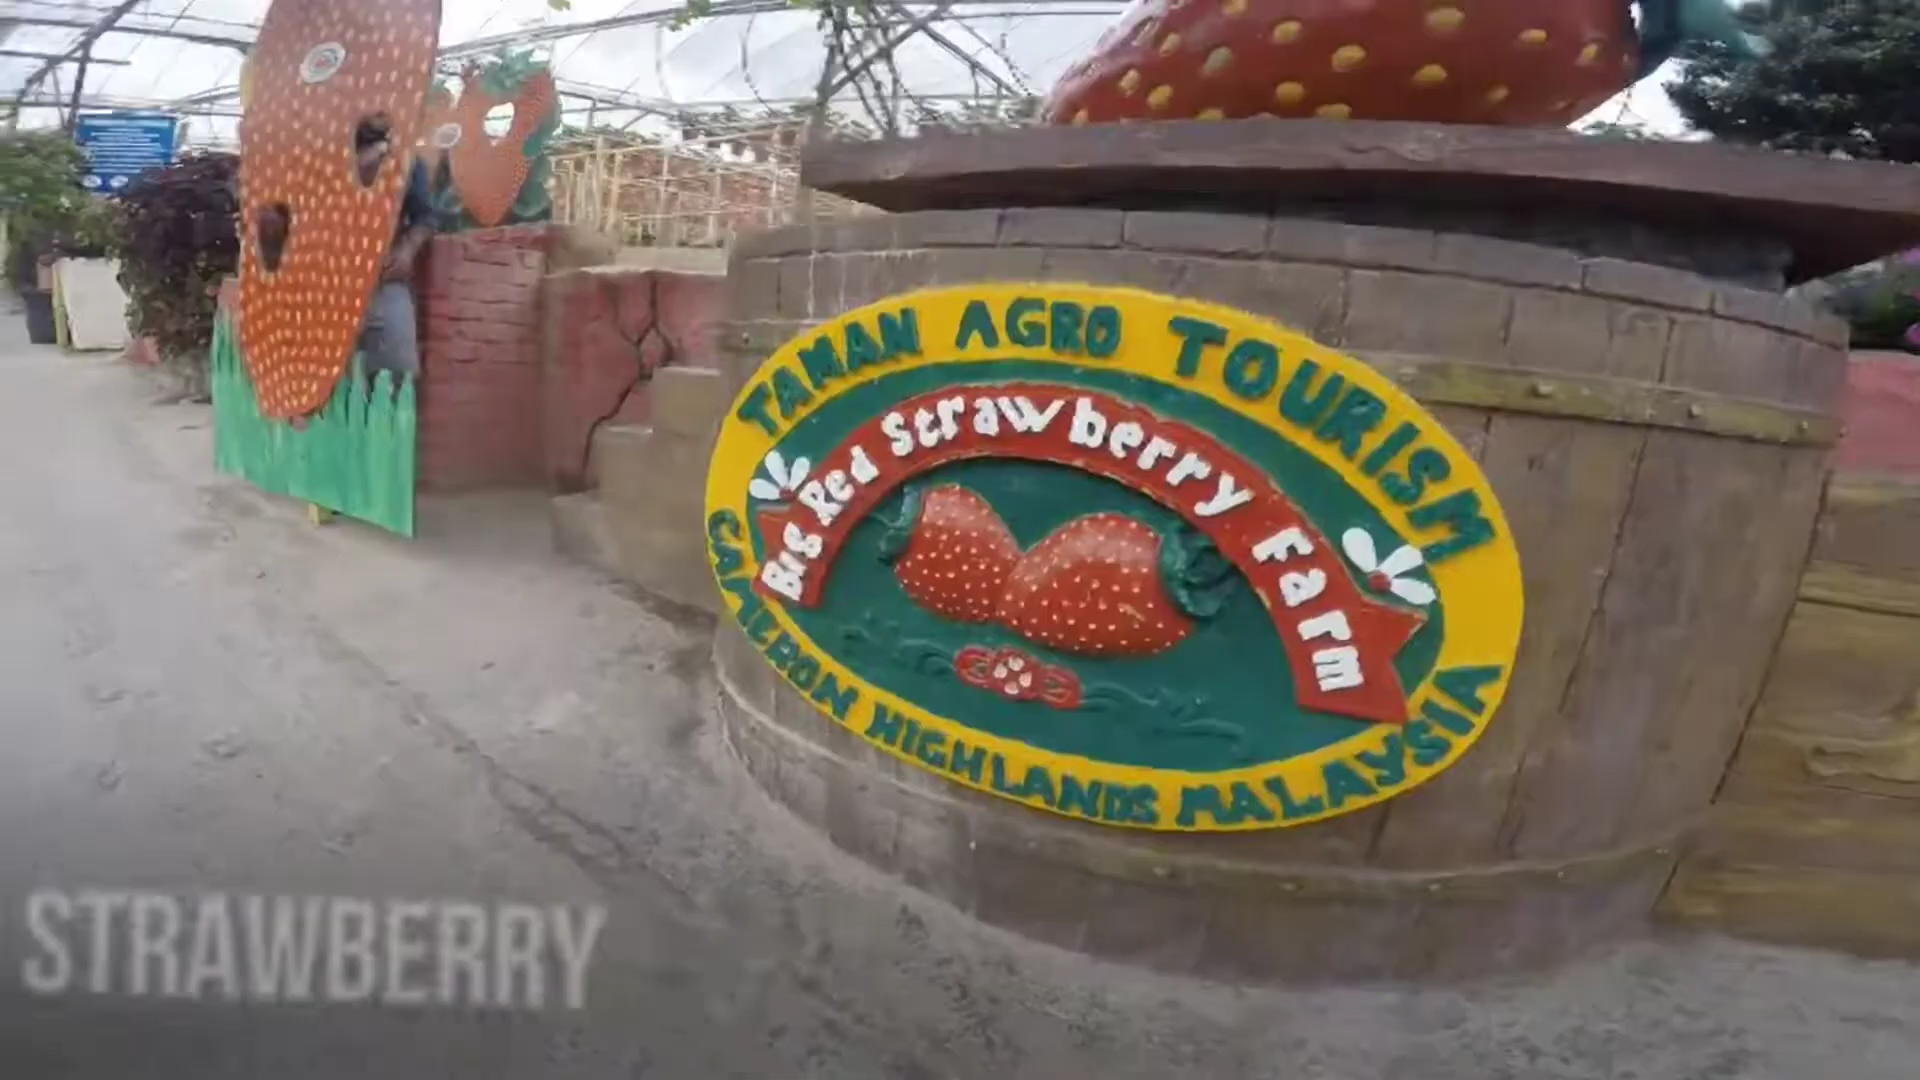 TAMAN AGRO TOURISM
Big Red Strawberry Farm
CAMERON HIGHLANDS MALAYSIA
STRAWBERRY